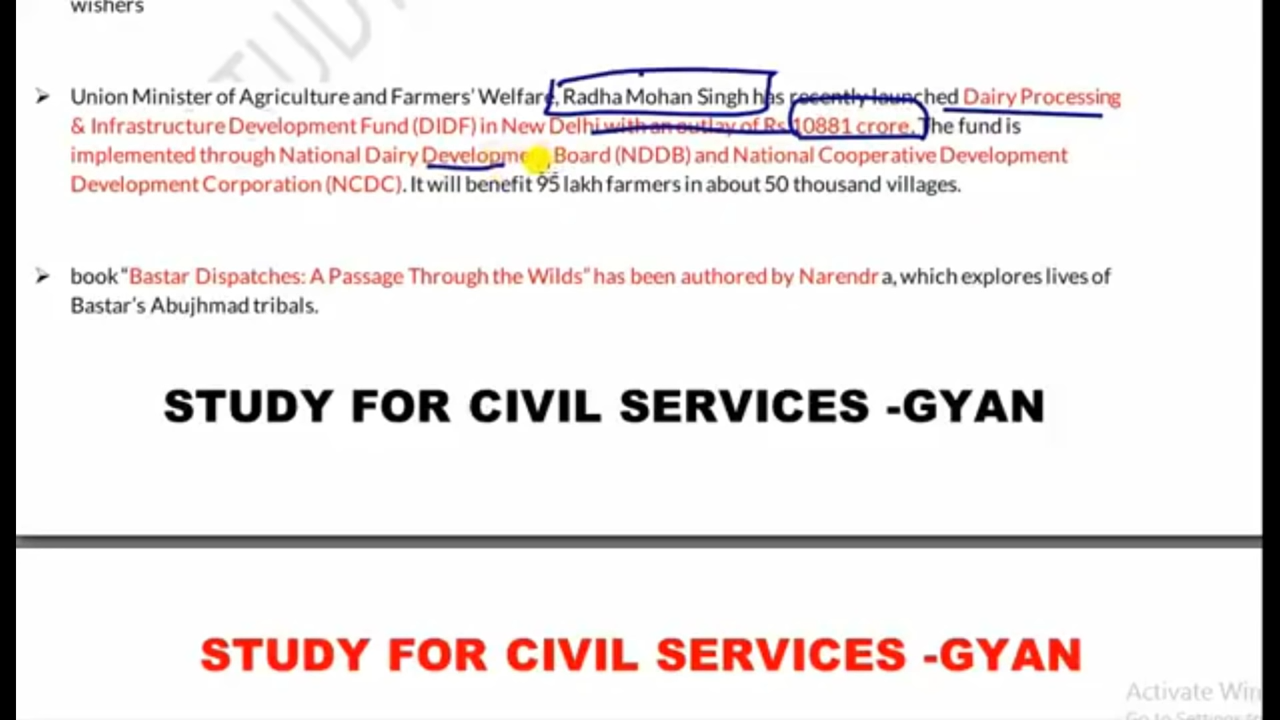 wishers
STUDY
➤ Union Minister of Agriculture and Farmers' Welfare, Radha Mohan Singh has recently launched Dairy Processing
& Infrastructure Development Fund (DIDF) in New Delhi with an outlay of Rs 10881 crore. The fund is
implemented through National Dairy Development Board (NDDB) and National Cooperative Development
Development Corporation (NCDC). It will benefit 95 lakh farmers in about 50 thousand villages.
➤ book “Bastar Dispatches: A Passage Through the Wilds” has been authored by Narendra, which explores lives of
Bastar's Abujhmad tribals.
STUDY FOR CIVIL SERVICES -GYAN
STUDY FOR CIVIL SERVICES -GYAN
Activate